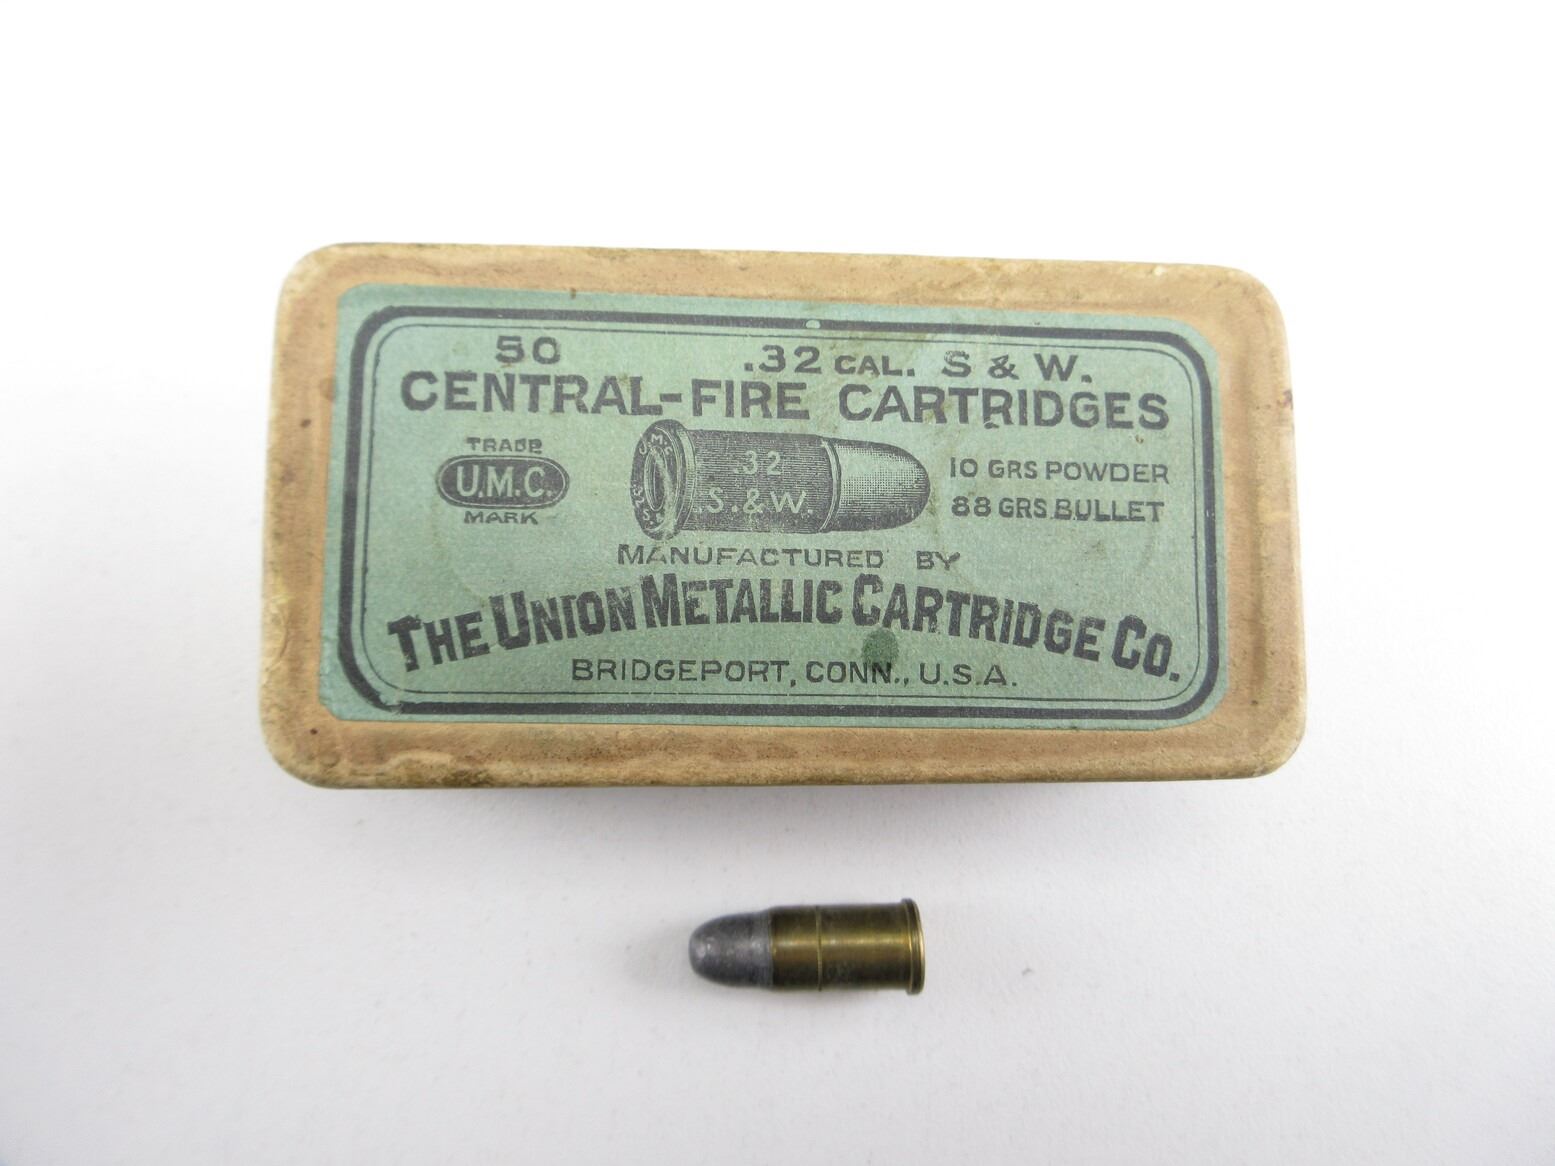 50 .32 CAL. S & W.
CENTRAL-FIRE CARTRIDGES
TRADE
U.M.C.
MARK
U.M.
S.
.32
S.&W.
10 GRS POWDER
88 GRS. BULLET
MANUFACTURED BY
THE UNION METALLIC CARTRIDGE CO.
BRIDGEPORT, CONN., U.S.A.